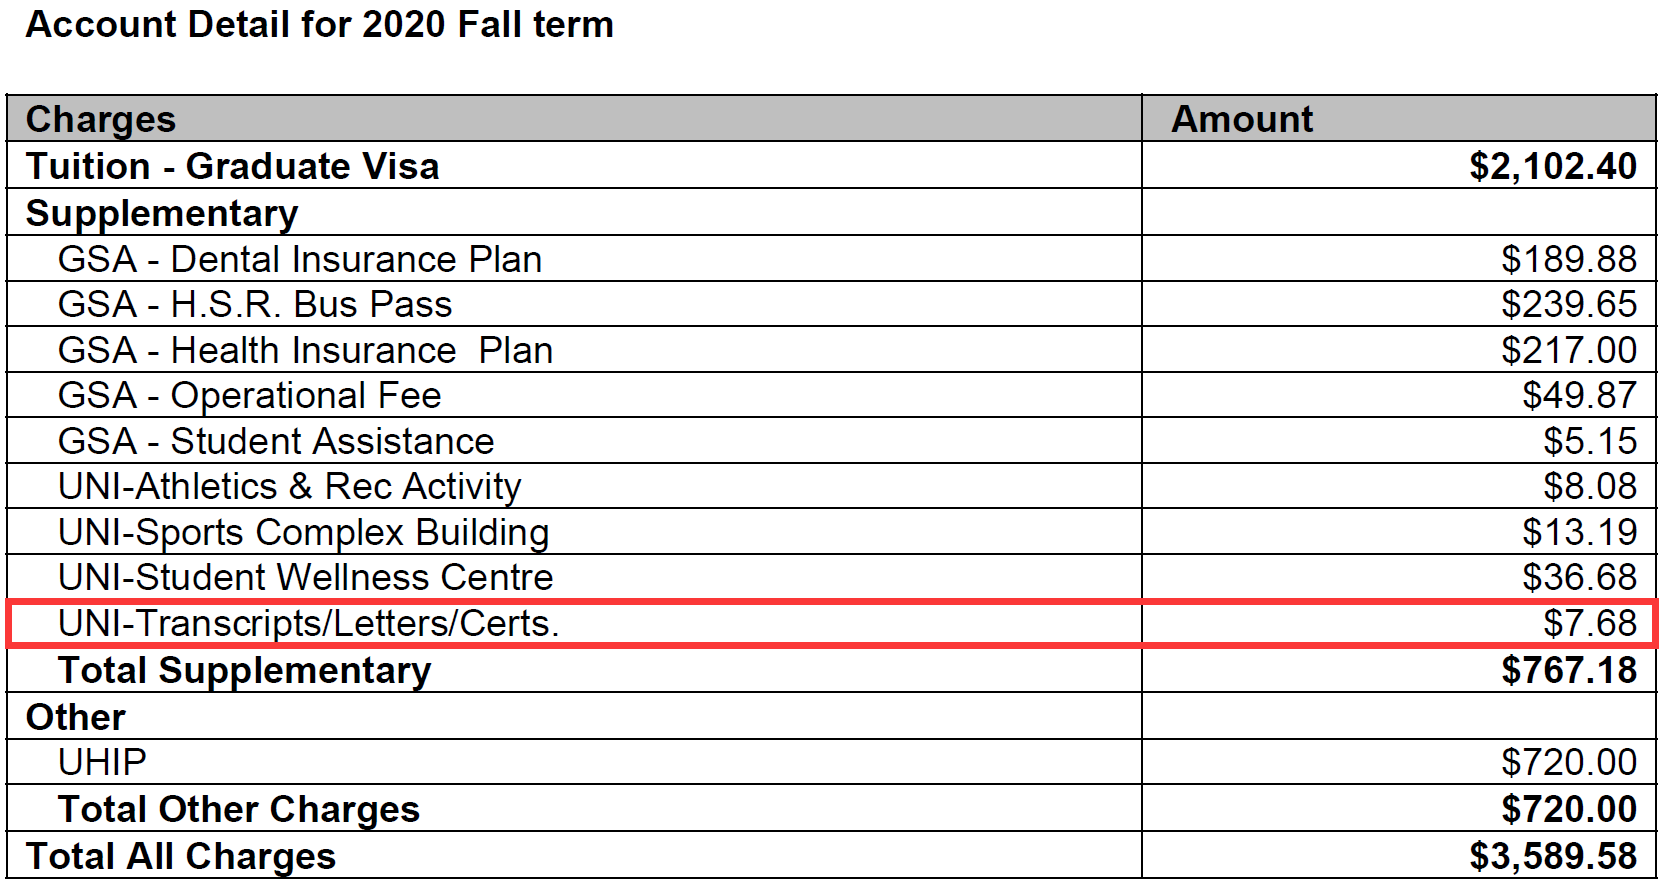 Account Detail for 2020 Fall term
Charges Amount
Tuition - Graduate Visa $2,102.40
Supplementary
GSA - Dental Insurance Plan $189.88
GSA - H.S.R. Bus Pass $239.65
GSA - Health Insurance  Plan $217.00
GSA - Operational Fee $49.87
GSA - Student Assistance $5.15
UNI-Athletics & Rec Activity $8.08
UNI-Sports Complex Building $13.19
UNI-Student Wellness Centre $36.68
UNI-Transcripts/Letters/Certs. $7.68
Total Supplementary $767.18
Other
UHIP $720.00
Total Other Charges $720.00
Total All Charges $3,589.58